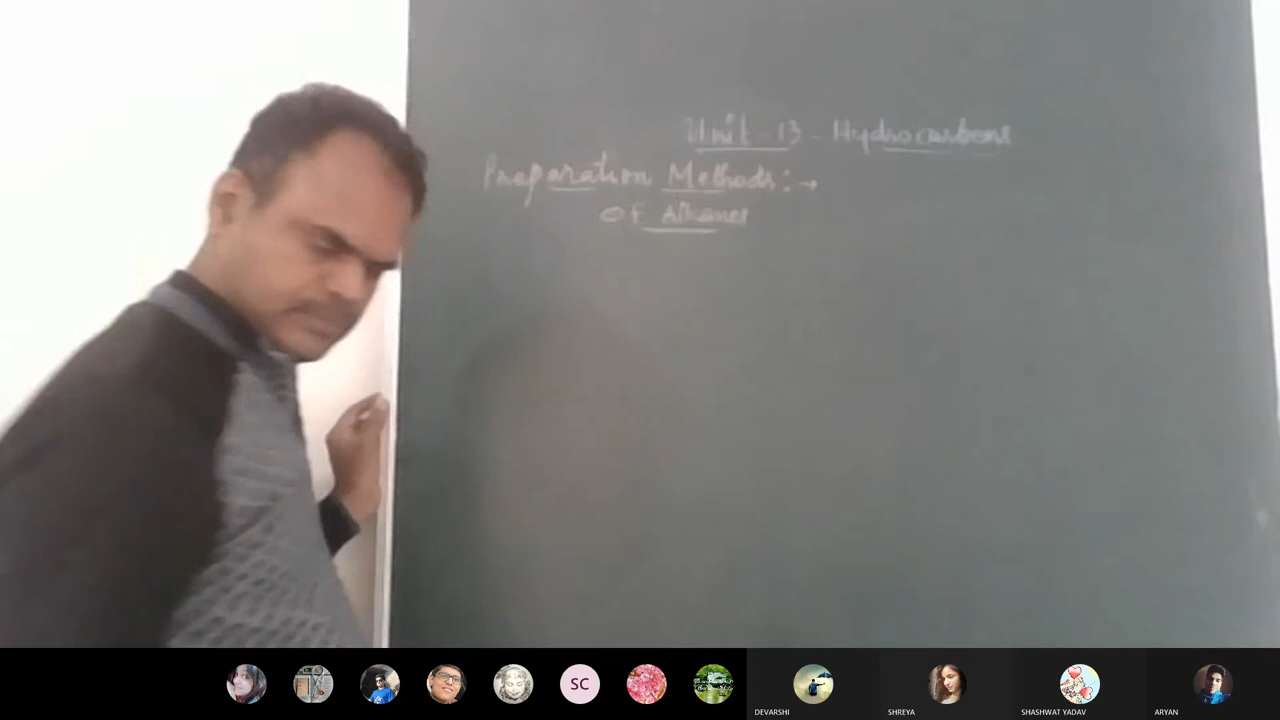 Unit - 13 - Hydrocarbons
Preparation Methods : →
Of Alkanes
SC
DEVARSHI
SHREYA
SHASHWAT YADAV
ARYAN